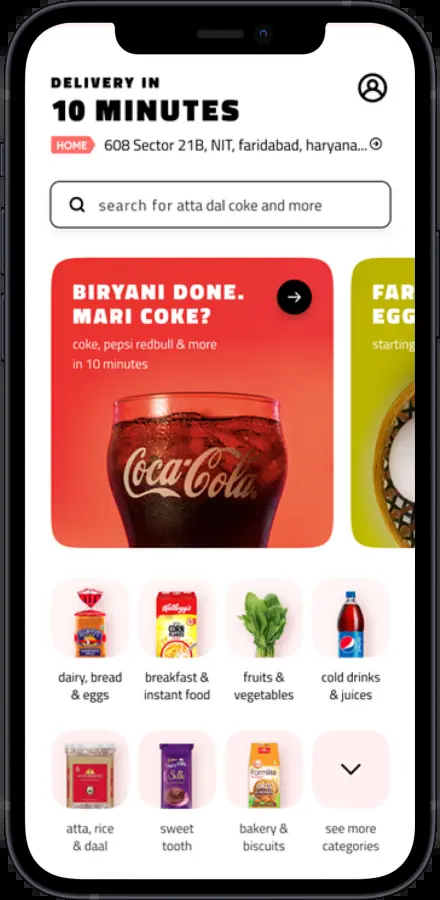 DELIVERY IN
10 MINUTES
HOME 608 Sector 21B, NIT, faridabad, haryana...
search for atta dal coke and more
BIRYANI DONE.
MARI COKE?
coke, pepsi redbull & more
in 10 minutes
Coca-Cola
FAR
EGG
starting
Kellogg's
CORN
FLAKES
pepsi
dairy, bread
& eggs
breakfast &
instant food
fruits &
vegetables
cold drinks
& juices
Silk
Farmlite
atta, rice
& daal
sweet
tooth
bakery &
biscuits
see more
categories